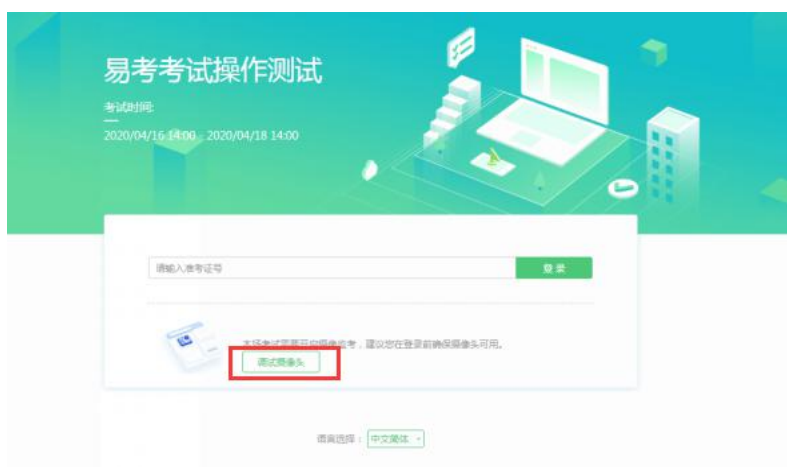 易考考试操作测试
考试时间:
2020/04/16 14:00 - 2020/04/18 14:00
请输入准考证号
登录
本场考试需要开启摄像监考，建议您在登录前确保摄像头可用。
调试摄像头
语言选择： 中文简体